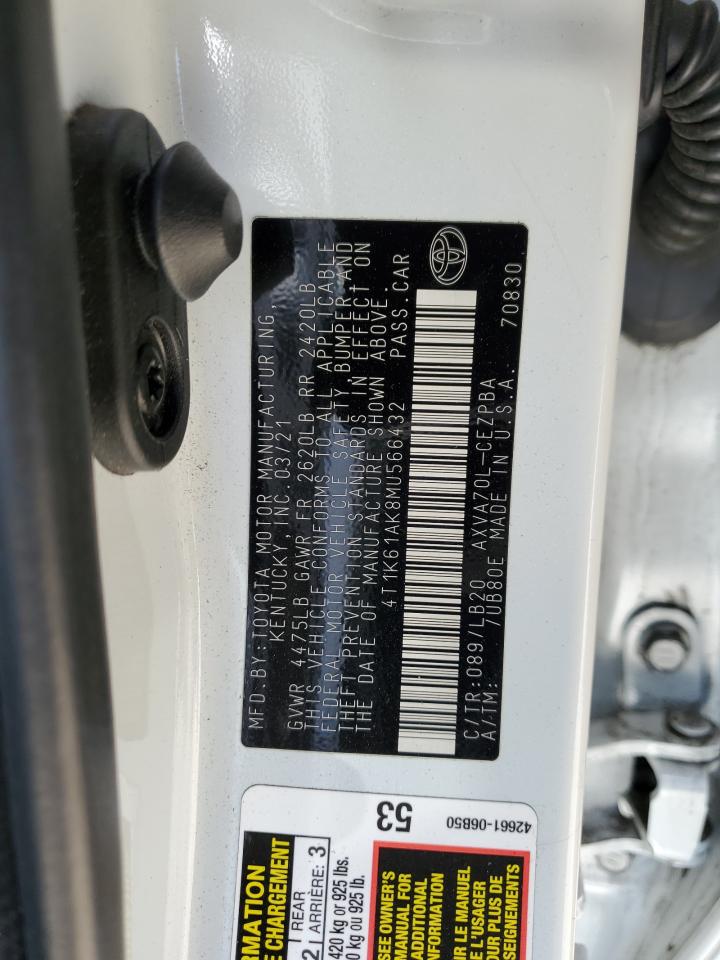 MFD. BY: TOYOTA MOTOR MANUFACTURING,
KENTUCKY, INC. 03/21
GVWR 4475LB GAWR FR 2620LB RR 2420LB
THIS VEHICLE CONFORMS TO ALL APPLICABLE
FEDERAL MOTOR VEHICLE SAFETY, BUMPER AND
THEFT PREVENTION STANDARDS IN EFFECT ON
THE DATE OF MANUFACTURE SHOWN ABOVE.
4T1K61AK8MU566432 PASS. CAR
C/TR: 089/LB20 AXVA70L-CEZPBA 70830
A/TM: /UB80E MADE IN U.S.A.
53
42661-06B50
RMATION
E CHARGEMENT
2 REAR
ARRIÈRE: 3
420 kg or 925 lbs.
0 kg ou 925 lb.
SEE OWNER'S
MANUAL FOR
ADDITIONAL
INFORMATION
IR LE MANUEL
L'USAGER
OUR PLUS DE
SEIGNEMENTS